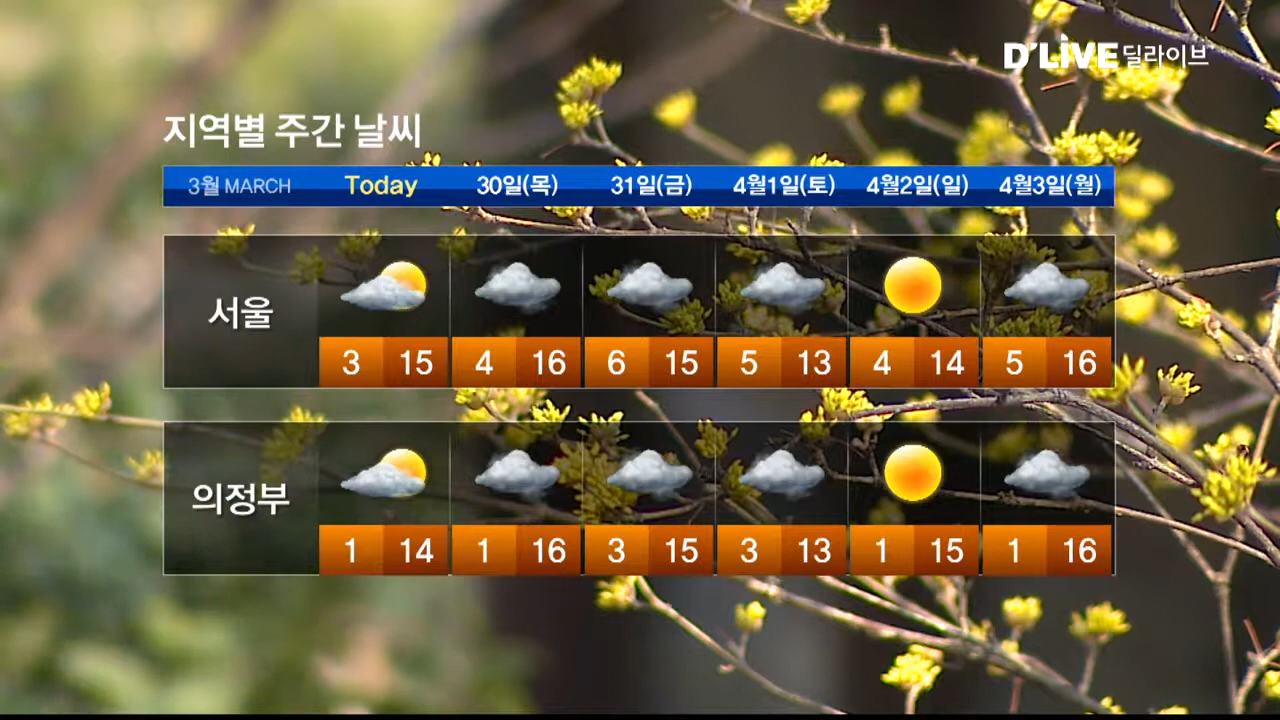 D'LIVE 딜라이브
지역별 주간 날씨
3월 MARCH Today 30일(목) 31일(금) 4월1일(토) 4월2일(일) 4월3일(월)
서울
3 15 4 16 6 15 5 13 4 14 5 16
의정부
1 14 1 16 3 15 3 13 1 15 1 16